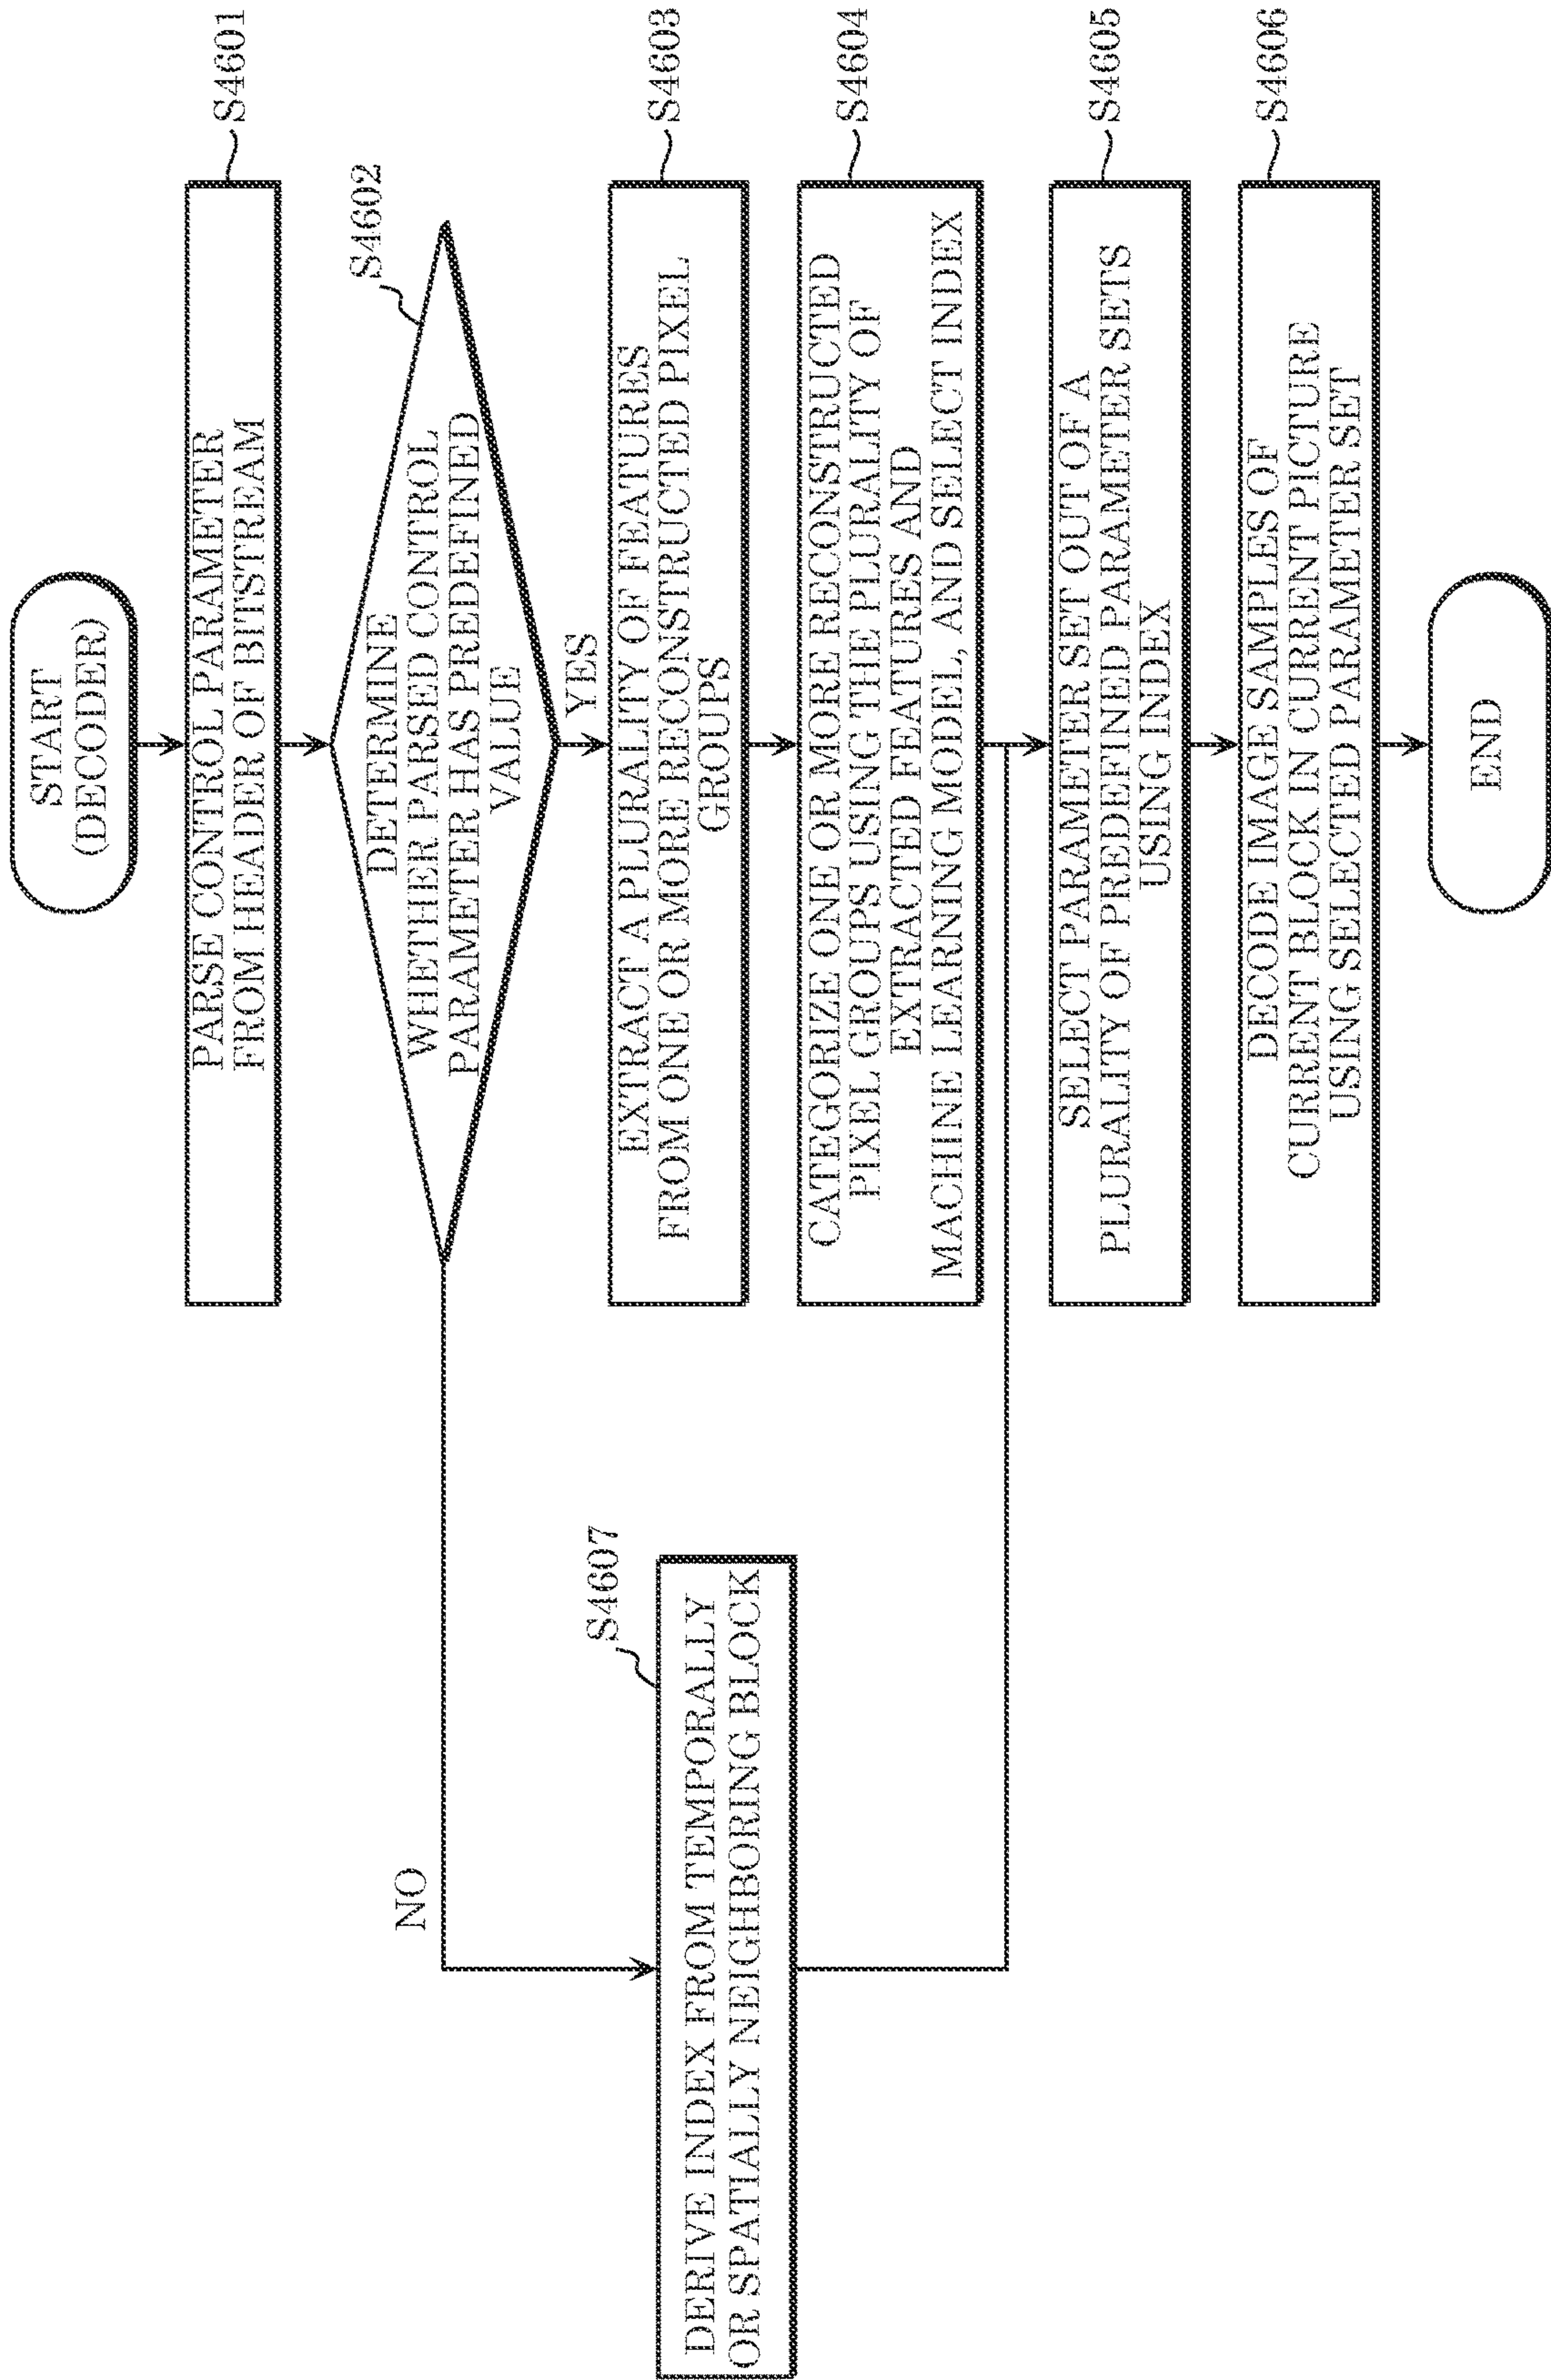 START
(DECODER)
PARSE CONTROL PARAMETER
FROM HEADER OF BITSTREAM
S4601
DETERMINE
WHETHER PARSED CONTROL
PARAMETER HAS PREDEFINED
VALUE
S4602
NO
YES
EXTRACT A PLURALITY OF FEATURES
FROM ONE OR MORE RECONSTRUCTED PIXEL
GROUPS
S4603
DERIVE INDEX FROM TEMPORALLY
OR SPATIALLY NEIGHBORING BLOCK
S4607
CATEGORIZE ONE OR MORE RECONSTRUCTED
PIXEL GROUPS USING THE PLURALITY OF
EXTRACTED FEATURES AND
MACHINE LEARNING MODEL, AND SELECT INDEX
S4604
SELECT PARAMETER SET OUT OF A
PLURALITY OF PREDEFINED PARAMETER SETS
USING INDEX
S4605
DECODE IMAGE SAMPLES OF
CURRENT BLOCK IN CURRENT PICTURE
USING SELECTED PARAMETER SET
S4606
END